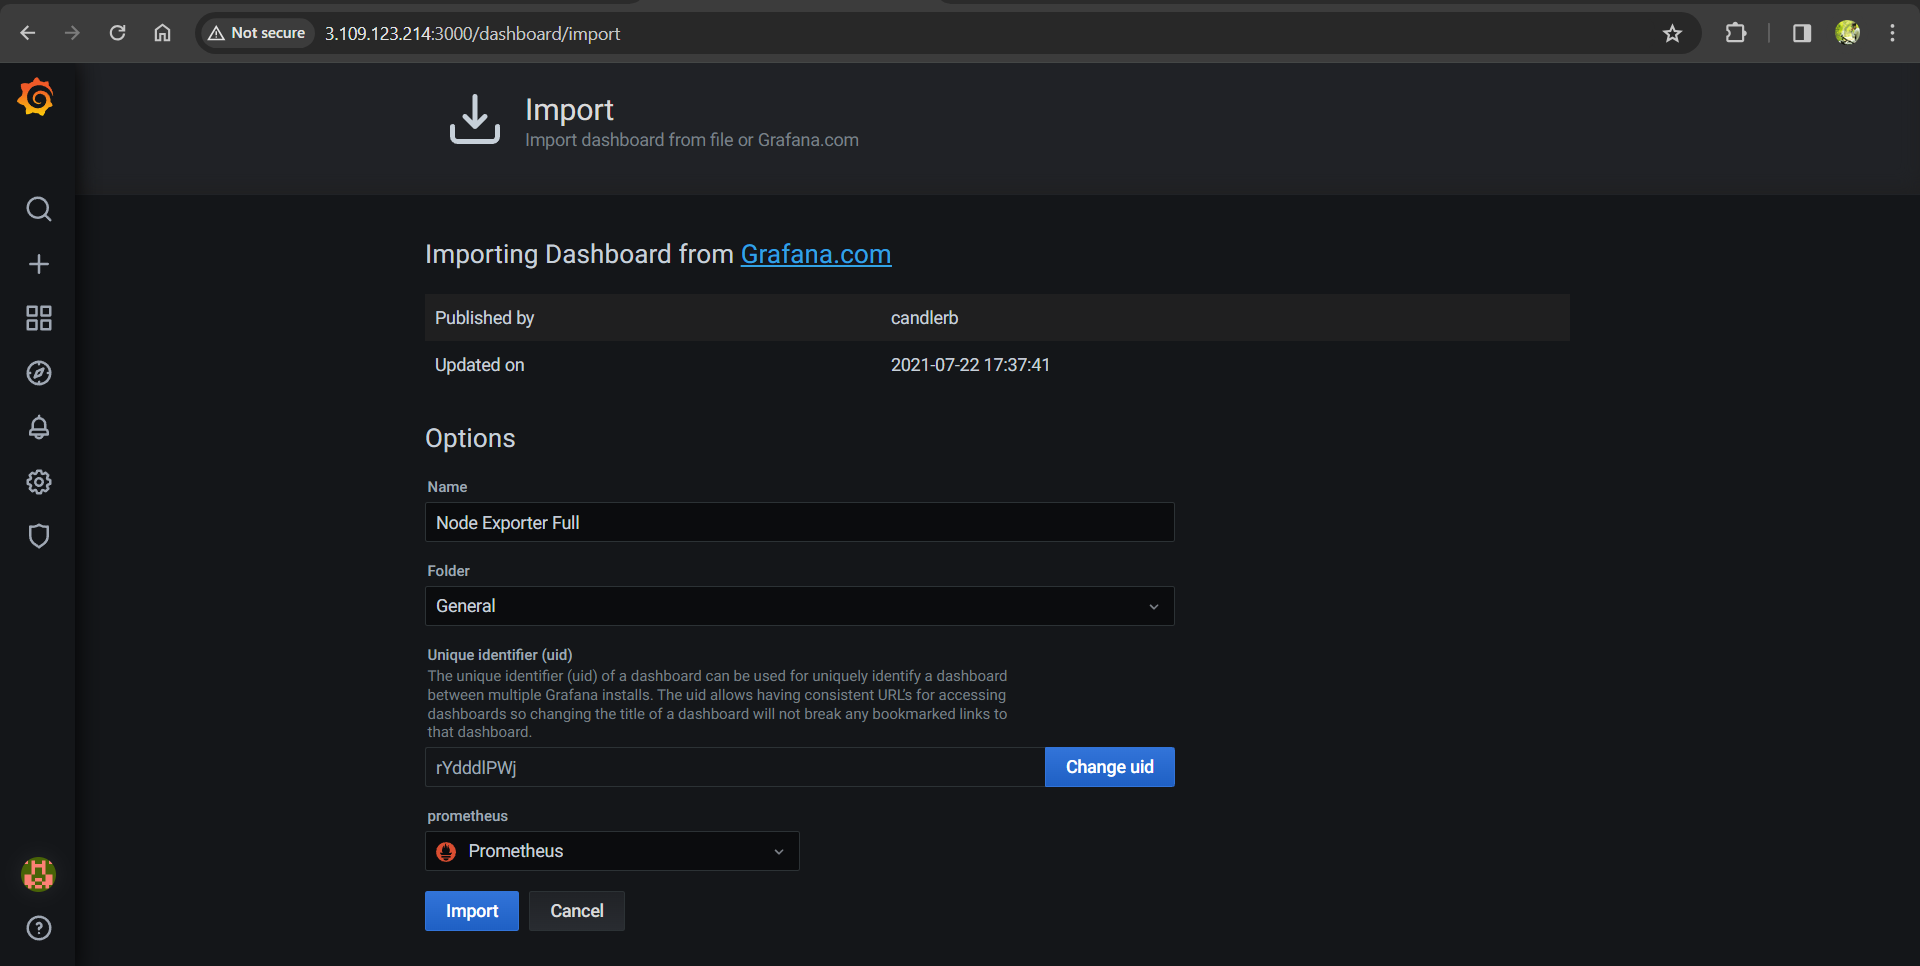 Not secure 3.109.123.214:3000/dashboard/import
Import
Import dashboard from file or Grafana.com
Importing Dashboard from Grafana.com
Published by candlerb
Updated on 2021-07-22 17:37:41
Options
Name
Node Exporter Full
Folder
General
Unique identifier (uid)
The unique identifier (uid) of a dashboard can be used for uniquely identify a dashboard
between multiple Grafana installs. The uid allows having consistent URL's for accessing
dashboards so changing the title of a dashboard will not break any bookmarked links to
that dashboard.
rYdddlPWj Change uid
prometheus
Prometheus
Import Cancel